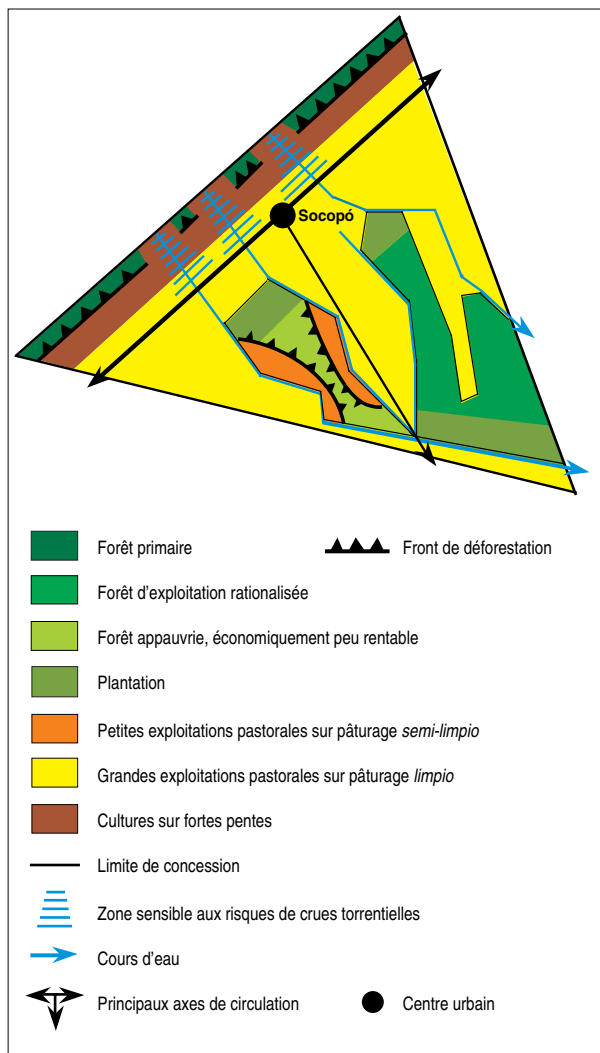 Socopó
Forêt primaire
Front de déforestation
Forêt d'exploitation rationalisée
Forêt appauvrie, économiquement peu rentable
Plantation
Petites exploitations pastorales sur pâturage semi-limpio
Grandes exploitations pastorales sur pâturage limpio
Cultures sur fortes pentes
Limite de concession
Zone sensible aux risques de crues torrentielles
Cours d'eau
Principaux axes de circulation
Centre urbain